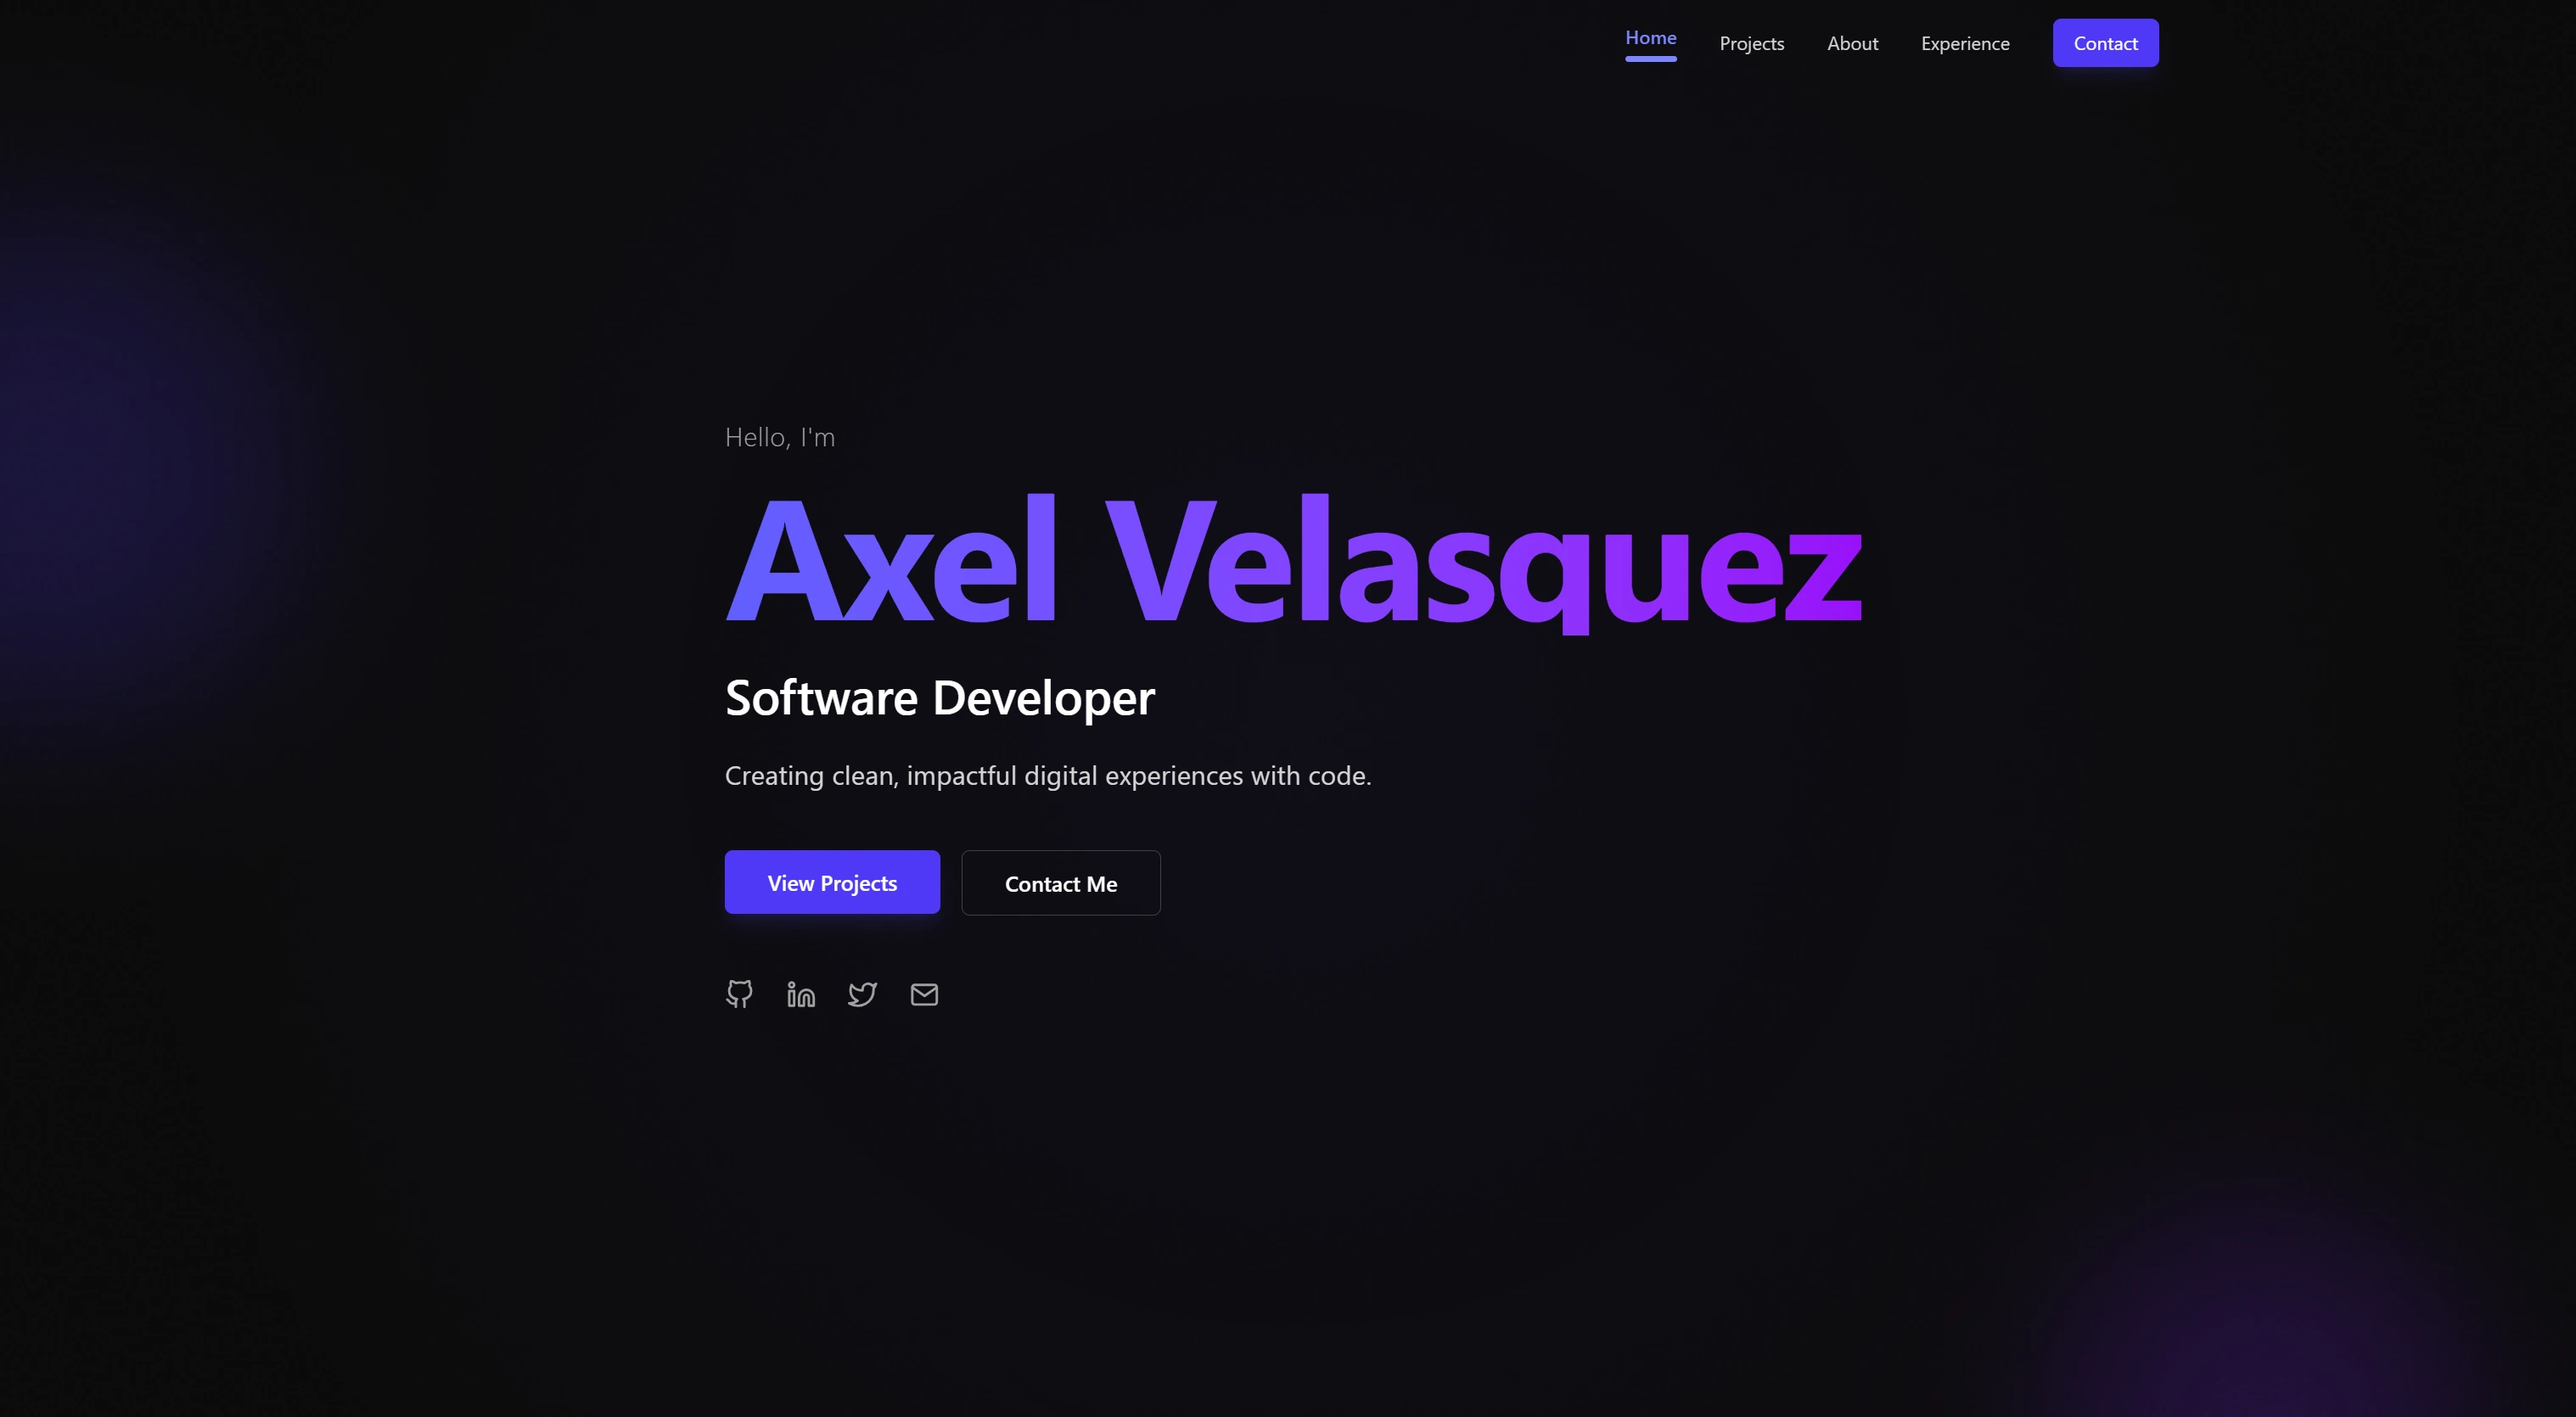 Home Projects About Experience Contact
Hello, I'm
Axel Velasquez
Software Developer
Creating clean, impactful digital experiences with code.
View Projects Contact Me